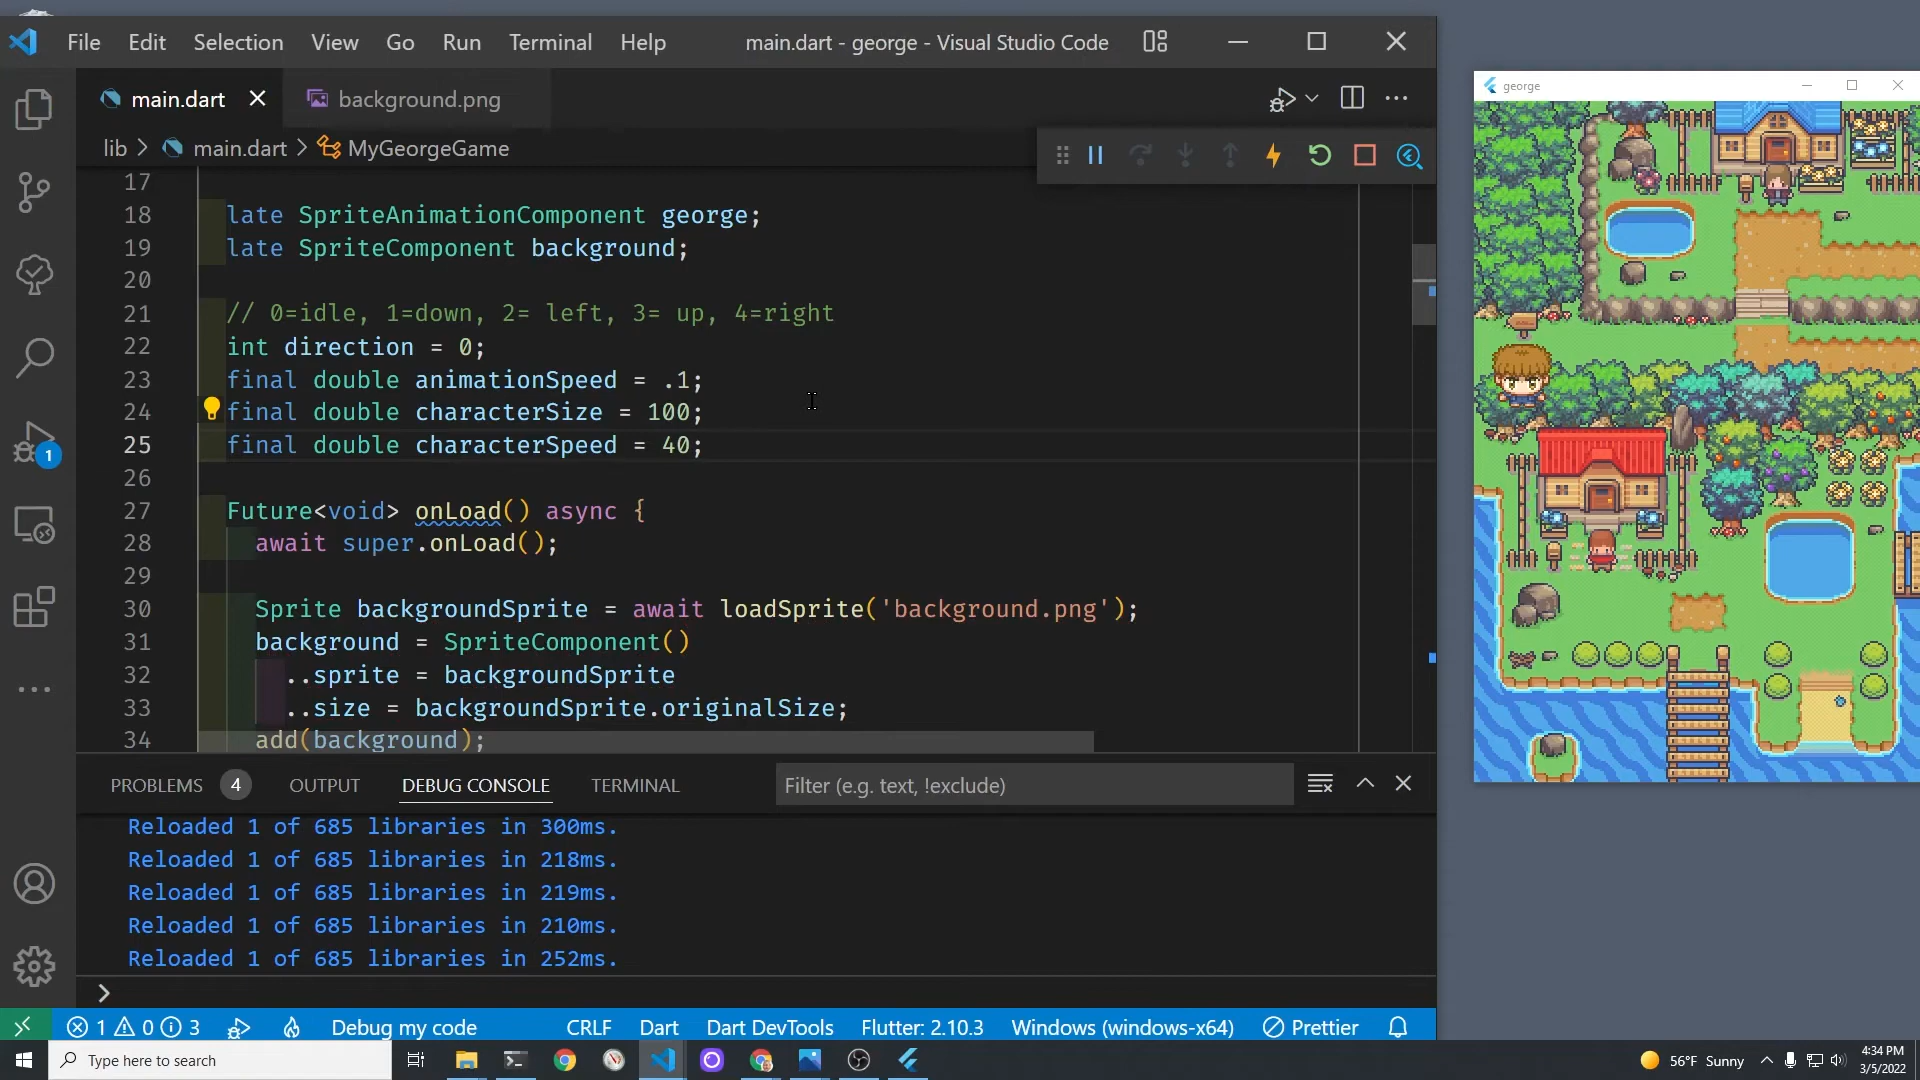 File Edit Selection View Go Run Terminal Help main.dart - george - Visual Studio Code
main.dart background.png
lib > main.dart > MyGeorgeGame
17
18 late SpriteAnimationComponent george;
19 late SpriteComponent background;
20
21 // 0=idle, 1=down, 2= left, 3= up, 4=right
22 int direction = 0;
23 final double animationSpeed = .1;
24 final double characterSize = 100;
25 final double characterSpeed = 40;
26
27 Future<void> onLoad() async {
28 await super.onLoad();
29
30 Sprite backgroundSprite = await loadSprite('background.png');
31 background = SpriteComponent()
32 ..sprite = backgroundSprite
33 ..size = backgroundSprite.originalSize;
34 add(background);
PROBLEMS 4 OUTPUT DEBUG CONSOLE TERMINAL Filter (e.g. text, !exclude)
Reloaded 1 of 685 libraries in 300ms.
Reloaded 1 of 685 libraries in 218ms.
Reloaded 1 of 685 libraries in 219ms.
Reloaded 1 of 685 libraries in 210ms.
Reloaded 1 of 685 libraries in 252ms.
>
1
1 0 3 Debug my code CRLF Dart Dart DevTools Flutter: 2.10.3 Windows (windows-x64) Prettier
george
Type here to search
56°F Sunny
4:34 PM
3/5/2022